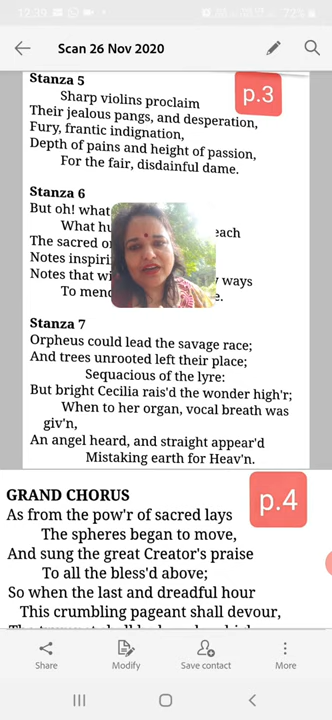 12:39
72%
Scan 26 Nov 2020
Stanza 5
p.3
Sharp violins proclaim
Their jealous pangs, and desperation,
Fury, frantic indignation,
Depth of pains and height of passion,
For the fair, disdainful dame.
Stanza 6
But oh! what
What hu each
The sacred o
Notes inspiri
Notes that wi ways
To mend e.
Stanza 7
Orpheus could lead the savage race;
And trees unrooted left their place;
Sequacious of the lyre:
But bright Cecilia rais'd the wonder high'r;
When to her organ, vocal breath was
giv'n,
An angel heard, and straight appear'd
Mistaking earth for Heav'n.
GRAND CHORUS
p.4
As from the pow'r of sacred lays
The spheres began to move,
And sung the great Creator's praise
To all the bless'd above;
So when the last and dreadful hour
This crumbling pageant shall devour,
Share
Modify
Save contact
More